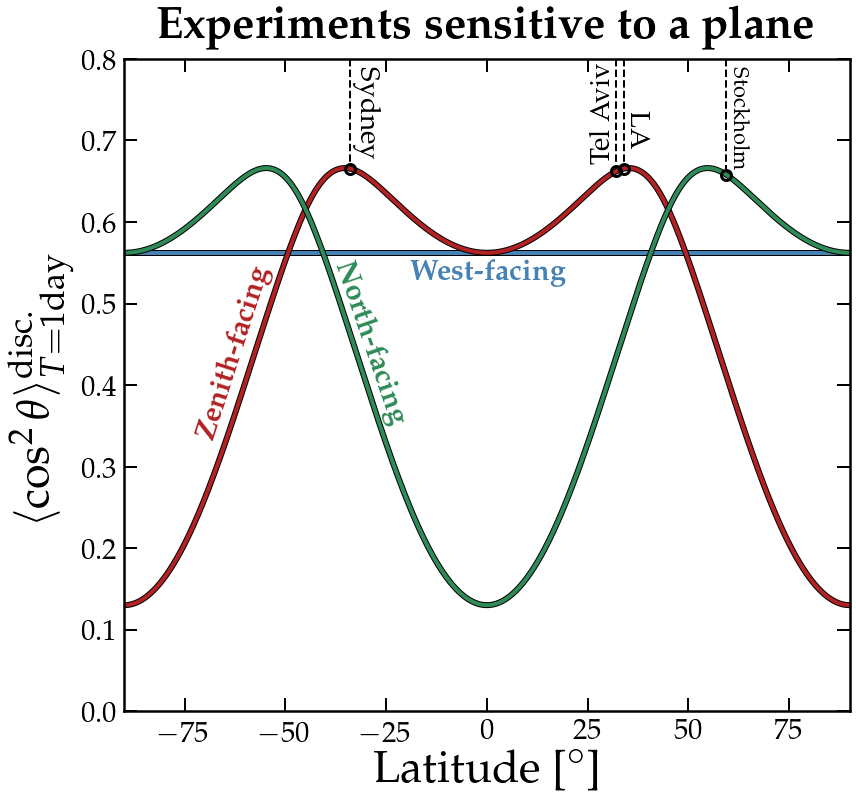 Experiments sensitive to a plane
⟨cos² θ⟩ᵈⁱˢᶜ· T=1day
0.8
0.7
0.6
0.5
0.4
0.3
0.2
0.1
0.0
Sydney
Tel Aviv
LA
Stockholm
West-facing
Zenith-facing
North-facing
−75
−50
−25
0
25
50
75
Latitude [°]